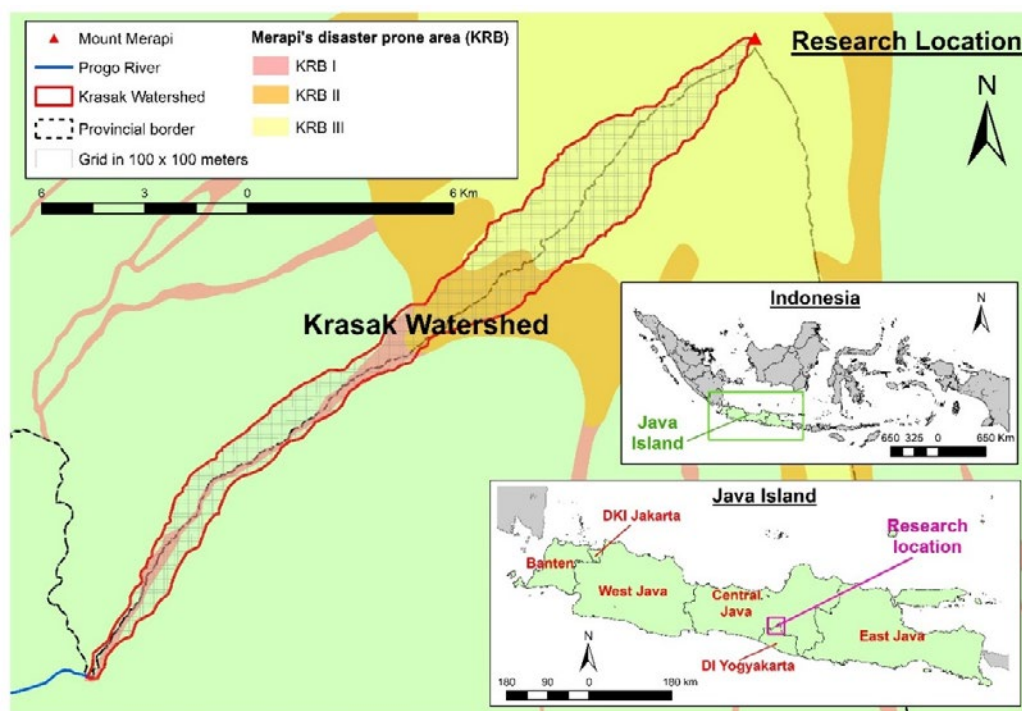 Mount Merapi
Progo River
Krasak Watershed
Provincial border
Grid in 100 x 100 meters
Merapi's disaster prone area (KRB)
KRB I
KRB II
KRB III
6 3 0 6 Km
Research Location
N
Krasak Watershed
Indonesia
N
Java
Island
650 325 0 650 Km
Java Island
N
DKI Jakarta
Banten
West Java
Central
Java
East Java
DI Yogyakarta
Research
location
180 90 0 180 km